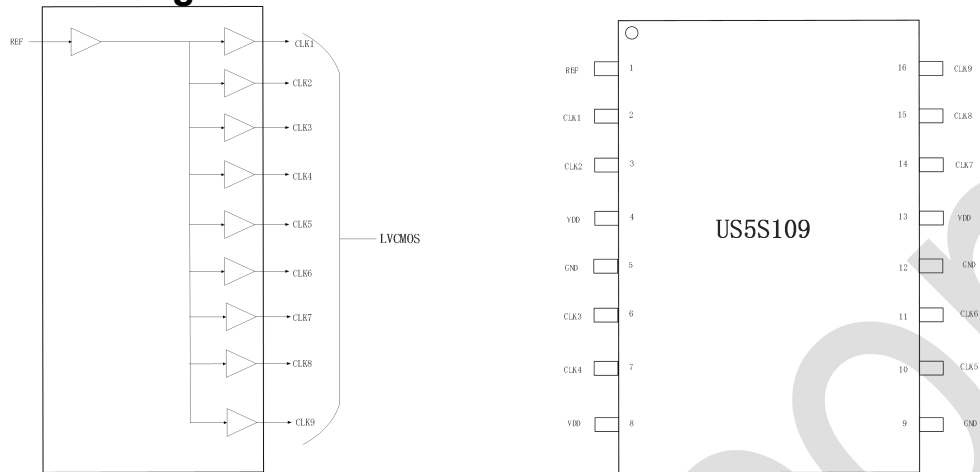 REF
CLK1
CLK2
CLK3
CLK4
CLK5
CLK6
CLK7
CLK8
CLK9
LVCMOS
US5S109
REF 1
CLK1 2
CLK2 3
VDD 4
GND 5
CLK3 6
CLK4 7
VDD 8
16 CLK9
15 CLK8
14 CLK7
13 VDD
12 GND
11 CLK6
10 CLK5
9 GND